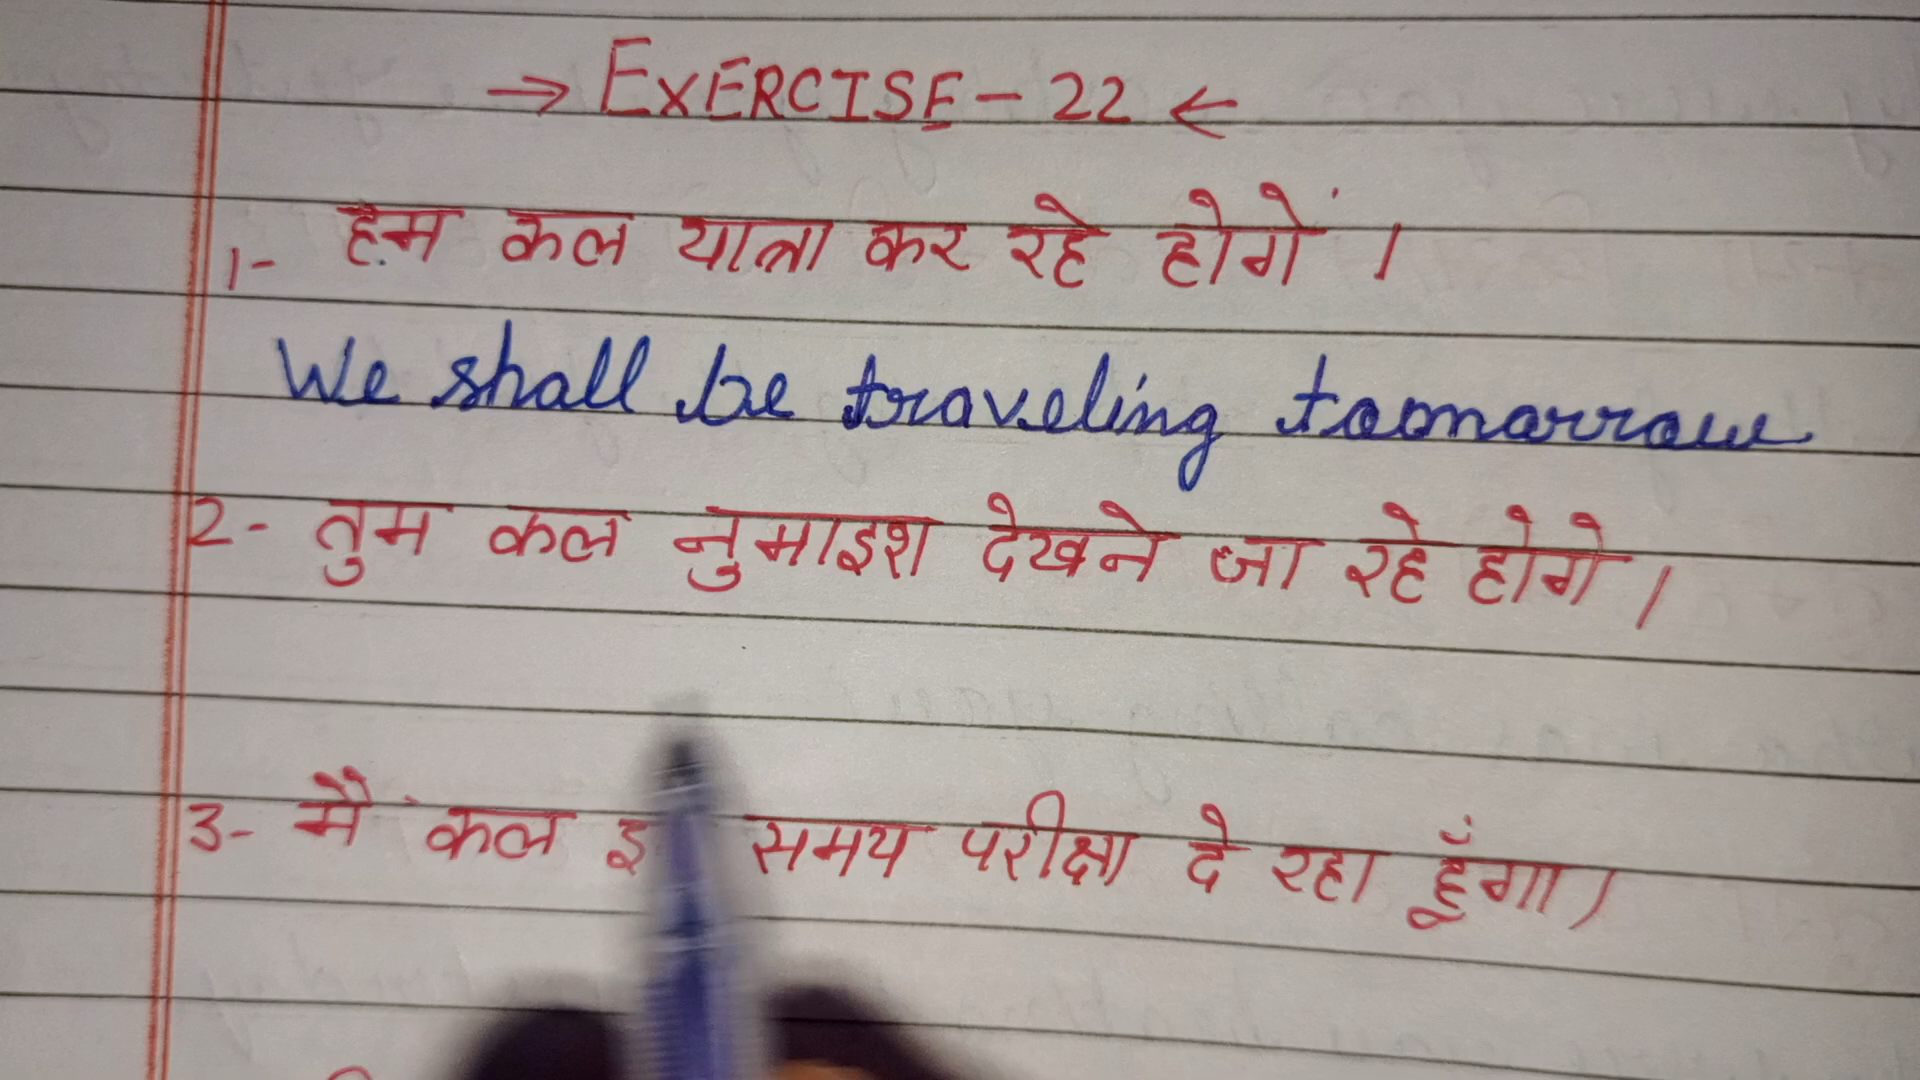 → EXERCISE - 22 ←
1- हम कल यात्रा कर रहे होगें ।
We shall be traveling tomorrow
2- तुम कल नुमाइश देखने जा रहे होगे ।
3- मैं कल समय परीक्षा दे रहा हूँगा ।